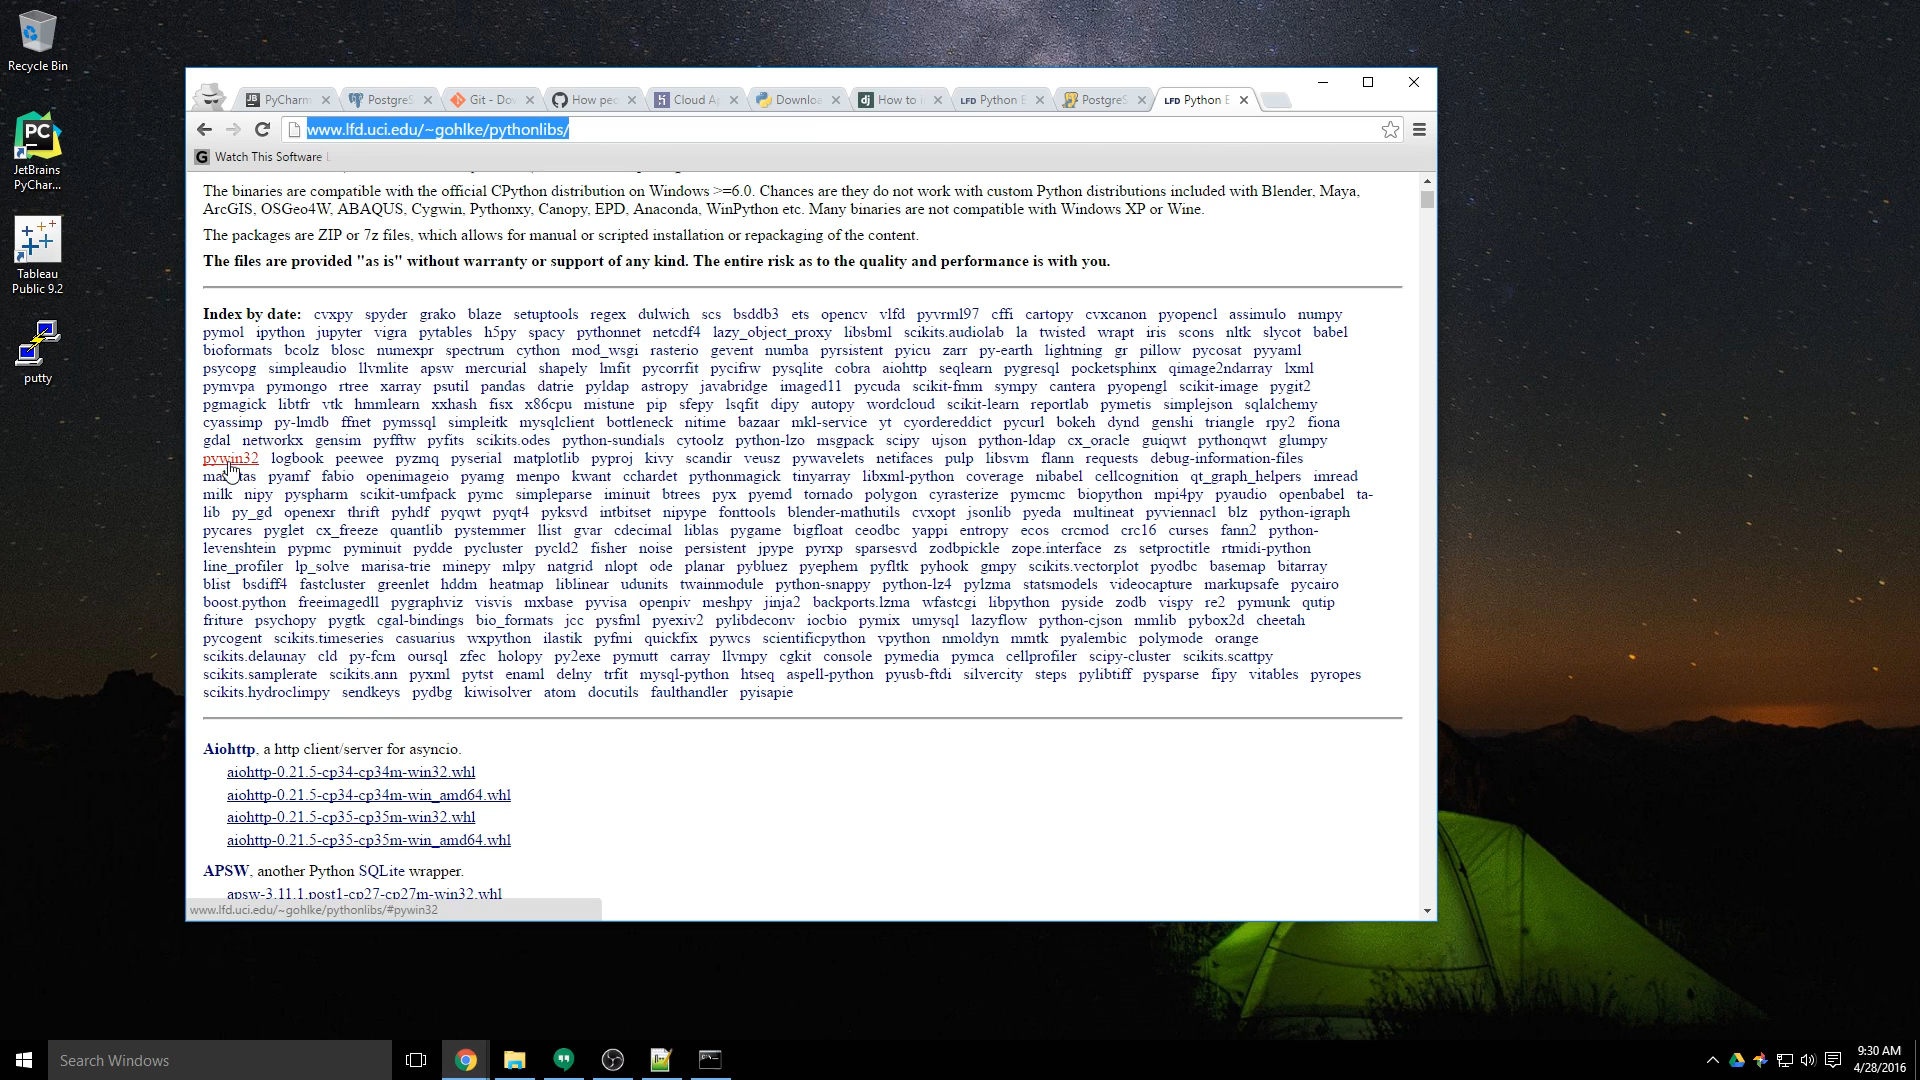 Recycle Bin
JetBrains
PyChar...
Tableau
Public 9.2
putty
PyCharm
PostgreS
Git - Do
How peo
Cloud A
Downloa
How to i
LFD Python E
PostgreS
LFD Python E
www.lfd.uci.edu/~gohlke/pythonlibs/
Watch This Software
The binaries are compatible with the official CPython distribution on Windows >=6.0. Chances are they do not work with custom Python distributions included with Blender, Maya,
ArcGIS, OSGeo4W, ABAQUS, Cygwin, Pythonxy, Canopy, EPD, Anaconda, WinPython etc. Many binaries are not compatible with Windows XP or Wine.
The packages are ZIP or 7z files, which allows for manual or scripted installation or repackaging of the content.
The files are provided "as is" without warranty or support of any kind. The entire risk as to the quality and performance is with you.
Index by date: cvxpy spyder grako blaze setuptools regex dulwich scs bsddb3 ets opencv vlfd pyvrml97 cffi cartopy cvxcanon pyopencl assimulo numpy
pymol ipython jupyter vigra pytables h5py spacy pythonnet netcdf4 lazy_object_proxy libsbml scikits.audiolab la twisted wrapt iris scons nltk slycot babel
bioformats bcolz blosc numexpr spectrum cython mod_wsgi rasterio gevent numba pyrsistent pyicu zarr py-earth lightning gr pillow pycosat pyyaml
psycopg simpleaudio llvmlite apsw mercurial shapely lmfit pycorrfit pycifrw pysqlite cobra aiohttp seqlearn pygresql pocketsphinx qimage2ndarray lxml
pymvpa pymongo rtree xarray psutil pandas datrie pyldap astropy javabridge imaged11 pycuda scikit-fmm sympy cantera pyopengl scikit-image pygit2
pgmagick libtfr vtk hmmlearn xxhash fisx x86cpu mistune pip sfepy lsqfit dipy autopy wordcloud scikit-learn reportlab pymetis simplejson sqlalchemy
cyassimp py-lmdb ffnet pymssql simpleitk mysqlclient bottleneck nitime bazaar mkl-service yt cyordereddict pycurl bokeh dynd genshi triangle rpy2 fiona
gdal networkx gensim pyfftw pyfits scikits.odes python-sundials cytoolz python-lzo msgpack scipy ujson python-ldap cx_oracle guiqwt pythonqwt glumpy
pywin32 logbook peewee pyzmq pyserial matplotlib pyproj kivy scandir veusz pywavelets netifaces pulp libsvm flann requests debug-information-files
pyamf fabio openimageio pyamg menpo kwant cchardet pythonmagick tinyarray libxml-python coverage nibabel cellcognition qt_graph_helpers imread
milk nipy pyspharm scikit-umfpack pymc simpleparse iminuit btrees pyx pyemd tornado polygon cyrasterize pymcmc biopython mpi4py pyaudio openbabel ta-
lib py_gd openexr thrift pyhdf pyqwt pyqt4 pyksvd intbitset nipype fonttools blender-mathutils cvxopt jsonlib pyeda multineat pyviennacl blz python-igraph
pycares pyglet cx_freeze quantlib pystemmer llist gvar cdecimal liblas pygame bigfloat ceodbc yappi entropy ecos crcmod crc16 curses fann2 python-
levenshtein pypmc pyminuit pydde pycluster pycld2 fisher noise persistent jpype pyrxp sparsesvd zodbpickle zope.interface zs setproctitle rtmidi-python
line_profiler lp_solve marisa-trie minepy mlpy natgrid nlopt ode planar pybluez pyephem pyfltk pyhook gmpy scikits.vectorplot pyodbc basemap bitarray
blist bsdiff4 fastcluster greenlet hddm heatmap liblinear udunits twainmodule python-snappy python-lz4 pylzma statsmodels videocapture markupsafe pycairo
boost.python freeimagedll pygraphviz visvis mxbase pyvisa openpiv meshpy jinja2 backports.lzma wfastcgi libpython pyside zodb vispy re2 pymunk qutip
friture psychopy pygtk cgal-bindings bio_formats jcc pysfml pyexiv2 pylibdeconv iocbio pymix umysql lazyflow python-cjson mmlib pybox2d cheetah
pycogent scikits.timeseries casuarius wxpython ilastik pyfmi quickfix pywcs scientificpython vpython nmoldyn mmtk pyalembic polymode orange
scikits.delaunay cld py-fcm oursql zfec holopy py2exe pymutt carray llvmpy cgkit console pymedia pymca cellprofiler scipy-cluster scikits.scattpy
scikits.samplerate scikits.ann pyxml pytst enaml delny trfit mysql-python htseq aspell-python pyusb-ftdi silvercity steps pylibtiff pysparse fipy vitables pyropes
scikits.hydroclimpy sendkeys pydbg kiwisolver atom docutils faulthandler pyisapie
Aiohttp, a http client/server for asyncio.
aiohttp-0.21.5-cp34-cp34m-win32.whl
aiohttp-0.21.5-cp34-cp34m-win_amd64.whl
aiohttp-0.21.5-cp35-cp35m-win32.whl
aiohttp-0.21.5-cp35-cp35m-win_amd64.whl
APSW, another Python SQLite wrapper.
apsw-3.11.1.post1-cp27-cp27m-win32.whl
www.lfd.uci.edu/~gohlke/pythonlibs/#pywin32
Search Windows
9:30 AM
4/28/2016